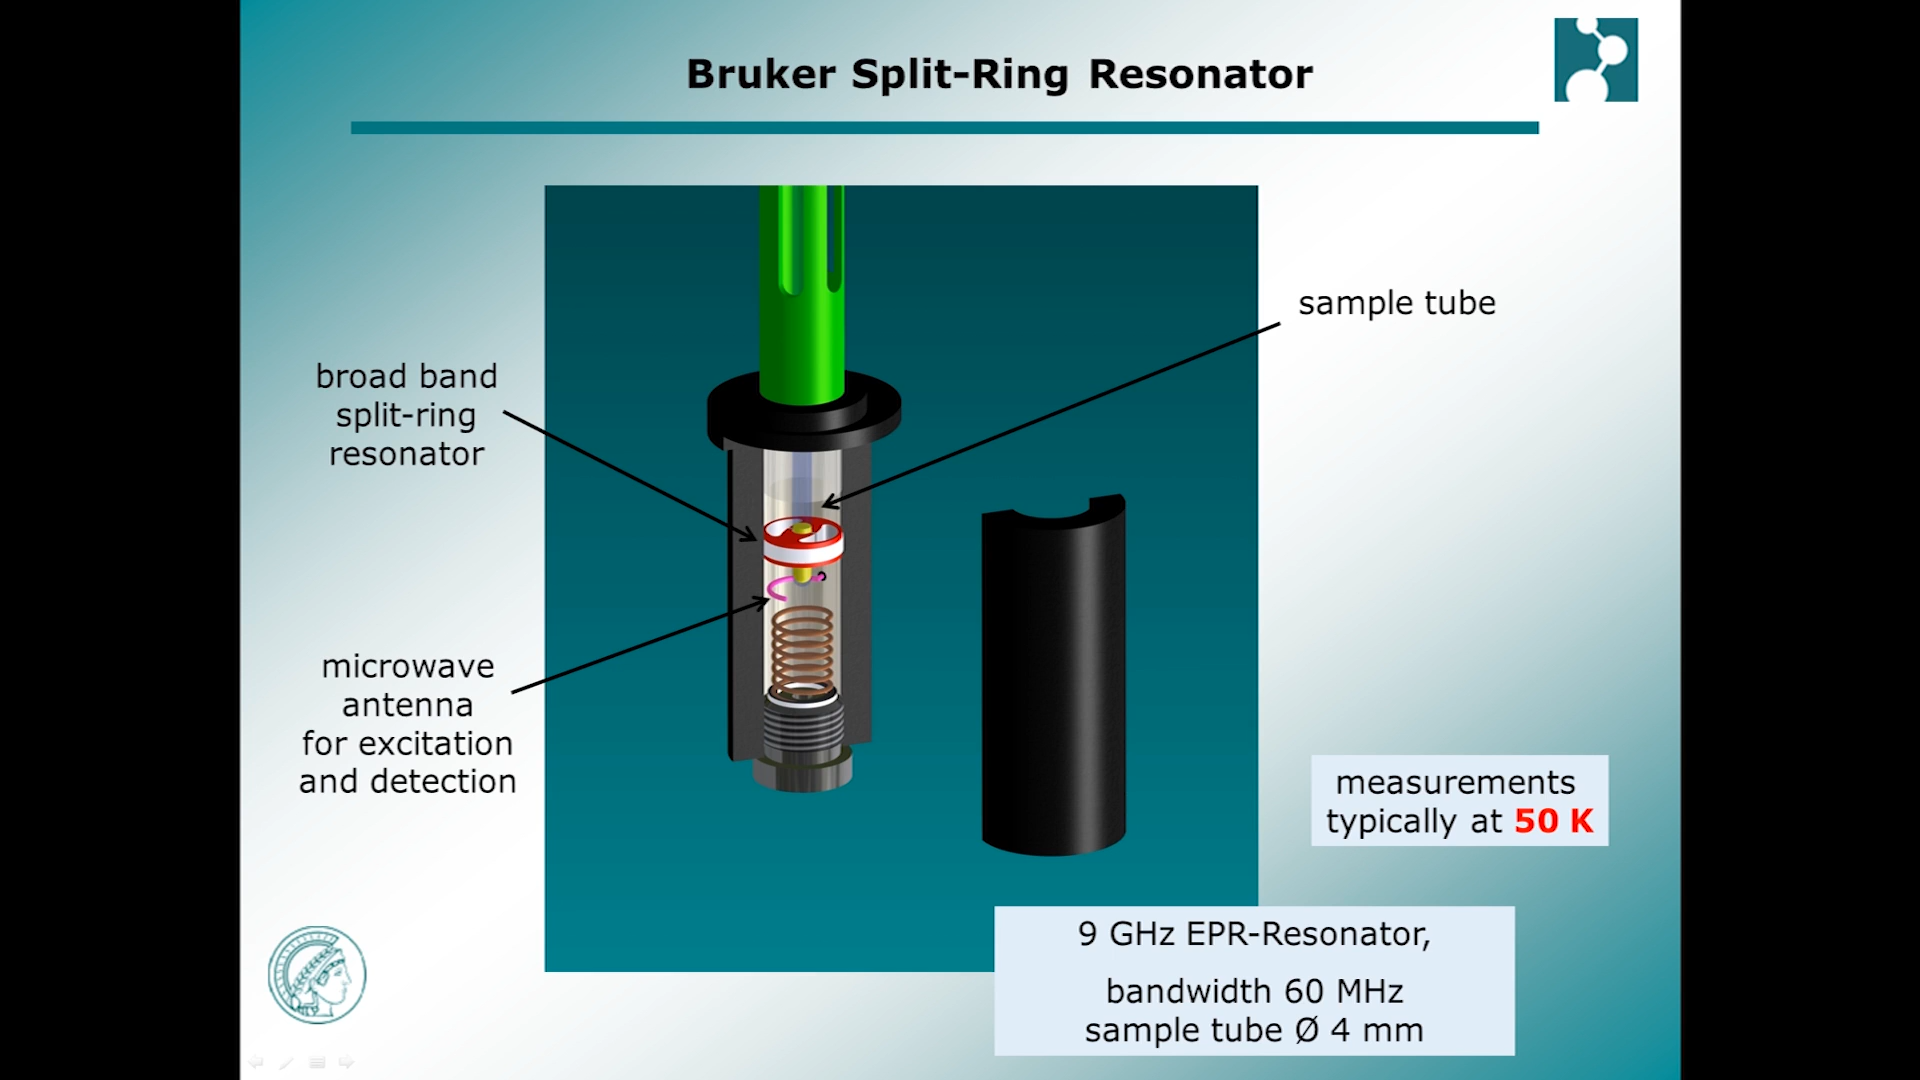 Bruker Split-Ring Resonator
sample tube
broad band
split-ring
resonator
microwave
antenna
for excitation
and detection
measurements
typically at 50 K
9 GHz EPR-Resonator,
bandwidth 60 MHz
sample tube Ø 4 mm